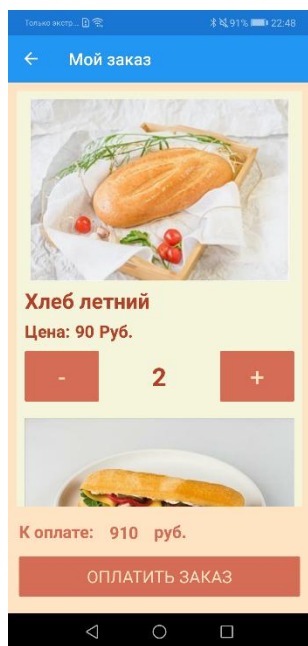 Только экстр... 91% 22:48
← Мой заказ
Хлеб летний
Цена: 90 Руб.
- 2 +
К оплате: 910 руб.
ОПЛАТИТЬ ЗАКАЗ